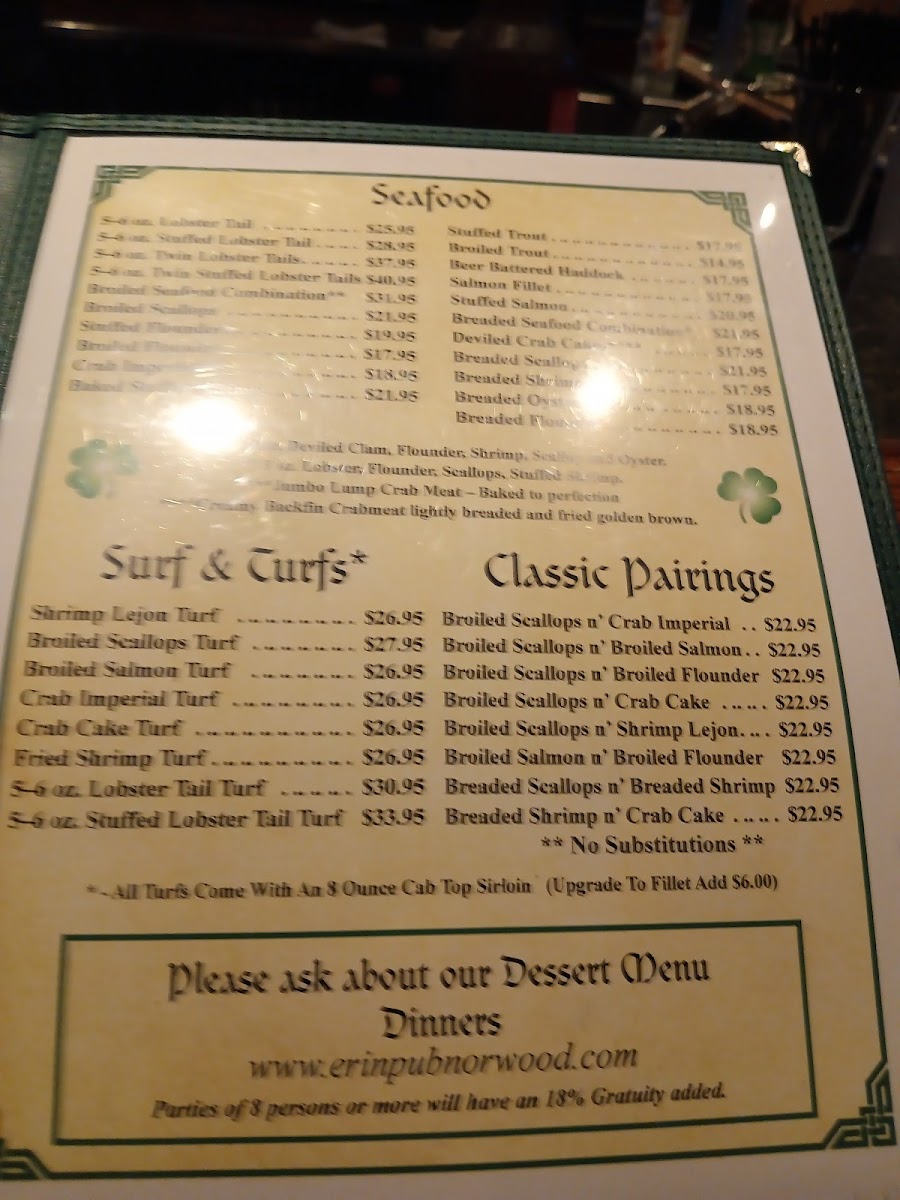 Seafood
5-6 oz. Lobster Tail ......... $25.95
5-6 oz. Stuffed Lobster Tail ..... $28.95
5-6 oz. Twin Lobster Tails...... $37.95
5-6 oz. Twin Stuffed Lobster Tails $40.95
Broiled Seafood Combination** $31.95
Broiled Scallops $21.95
Stuffed Flounder $19.95
Broiled Flounder $17.95
Crab Imperial $18.95
Baked $21.95
Stuffed Trout ............. $17.95
Broiled Trout ............. $14.95
Beer Battered Haddock ...... $17.95
Salmon Fillet ............. $17.95
Stuffed Salmon ............ $20.95
Breaded Seafood Combination* $21.95
Deviled Crab Cake $17.95
Breaded Scallops $21.95
Breaded Shrimp $17.95
Breaded $18.95
Breaded $18.95
Deviled Clam, Flounder, Shrimp, Scallop and Oyster.
oz. Lobster, Flounder, Scallops, Stuffed Shrimp.
Jumbo Lump Crab Meat – Baked to perfection
Creamy Backfin Crabmeat lightly breaded and fried golden brown.
Surf & Turfs*
Shrimp Lejon Turf ......... $26.95
Broiled Scallops Turf ........ $27.95
Broiled Salmon Turf ........ $26.95
Crab Imperial Turf .......... $26.95
Crab Cake Turf ............. $26.95
Fried Shrimp Turf............ $26.95
5-6 oz. Lobster Tail Turf ...... $30.95
5-6 oz. Stuffed Lobster Tail Turf $33.95
Classic Pairings
Broiled Scallops n' Crab Imperial .. $22.95
Broiled Scallops n' Broiled Salmon.. $22.95
Broiled Scallops n' Broiled Flounder $22.95
Broiled Scallops n' Crab Cake ..... $22.95
Broiled Scallops n' Shrimp Lejon.... $22.95
Broiled Salmon n' Broiled Flounder $22.95
Breaded Scallops n' Breaded Shrimp $22.95
Breaded Shrimp n' Crab Cake ..... $22.95
** No Substitutions **
* - All Turfs Come With An 8 Ounce Cab Top Sirloin (Upgrade To Fillet Add $6.00)
Please ask about our Dessert Menu
Dinners
www.erinpubnorwood.com
Parties of 8 persons or more will have an 18% Gratuity added.